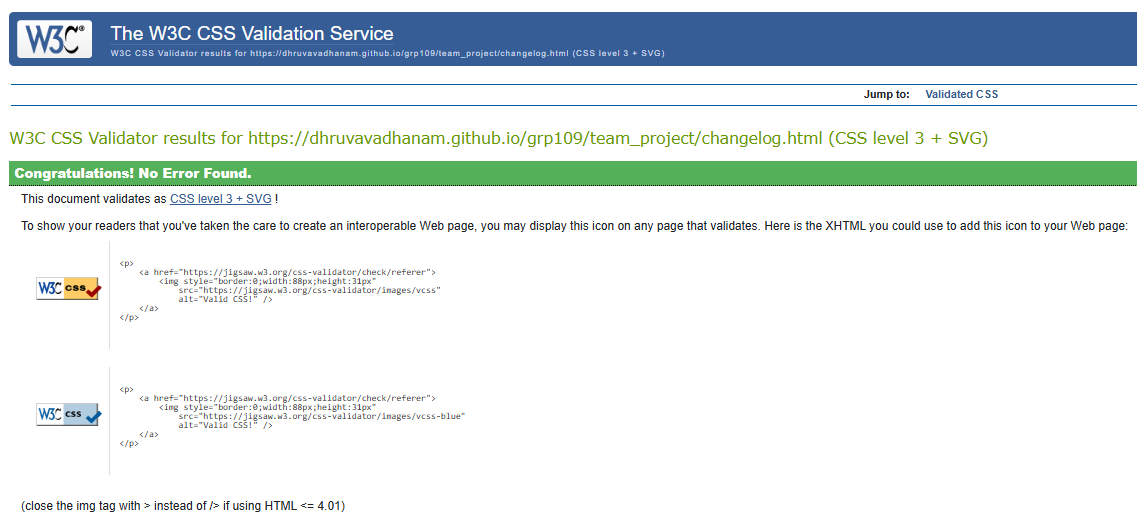 W3C®
The W3C CSS Validation Service
W3C CSS Validator results for https://dhruvavadhanam.github.io/grp109/team_project/changelog.html (CSS level 3 + SVG)
Jump to: Validated CSS
W3C CSS Validator results for https://dhruvavadhanam.github.io/grp109/team_project/changelog.html (CSS level 3 + SVG)
Congratulations! No Error Found.
This document validates as CSS level 3 + SVG !
To show your readers that you've taken the care to create an interoperable Web page, you may display this icon on any page that validates. Here is the XHTML you could use to add this icon to your Web page:
W3C css
<p>
    <a href="https://jigsaw.w3.org/css-validator/check/referer">
        <img style="border:0;width:88px;height:31px"
            src="https://jigsaw.w3.org/css-validator/images/vcss"
            alt="Valid CSS!" />
    </a>
</p>
W3C css
<p>
    <a href="https://jigsaw.w3.org/css-validator/check/referer">
        <img style="border:0;width:88px;height:31px"
            src="https://jigsaw.w3.org/css-validator/images/vcss-blue"
            alt="Valid CSS!" />
    </a>
</p>
(close the img tag with > instead of /> if using HTML <= 4.01)